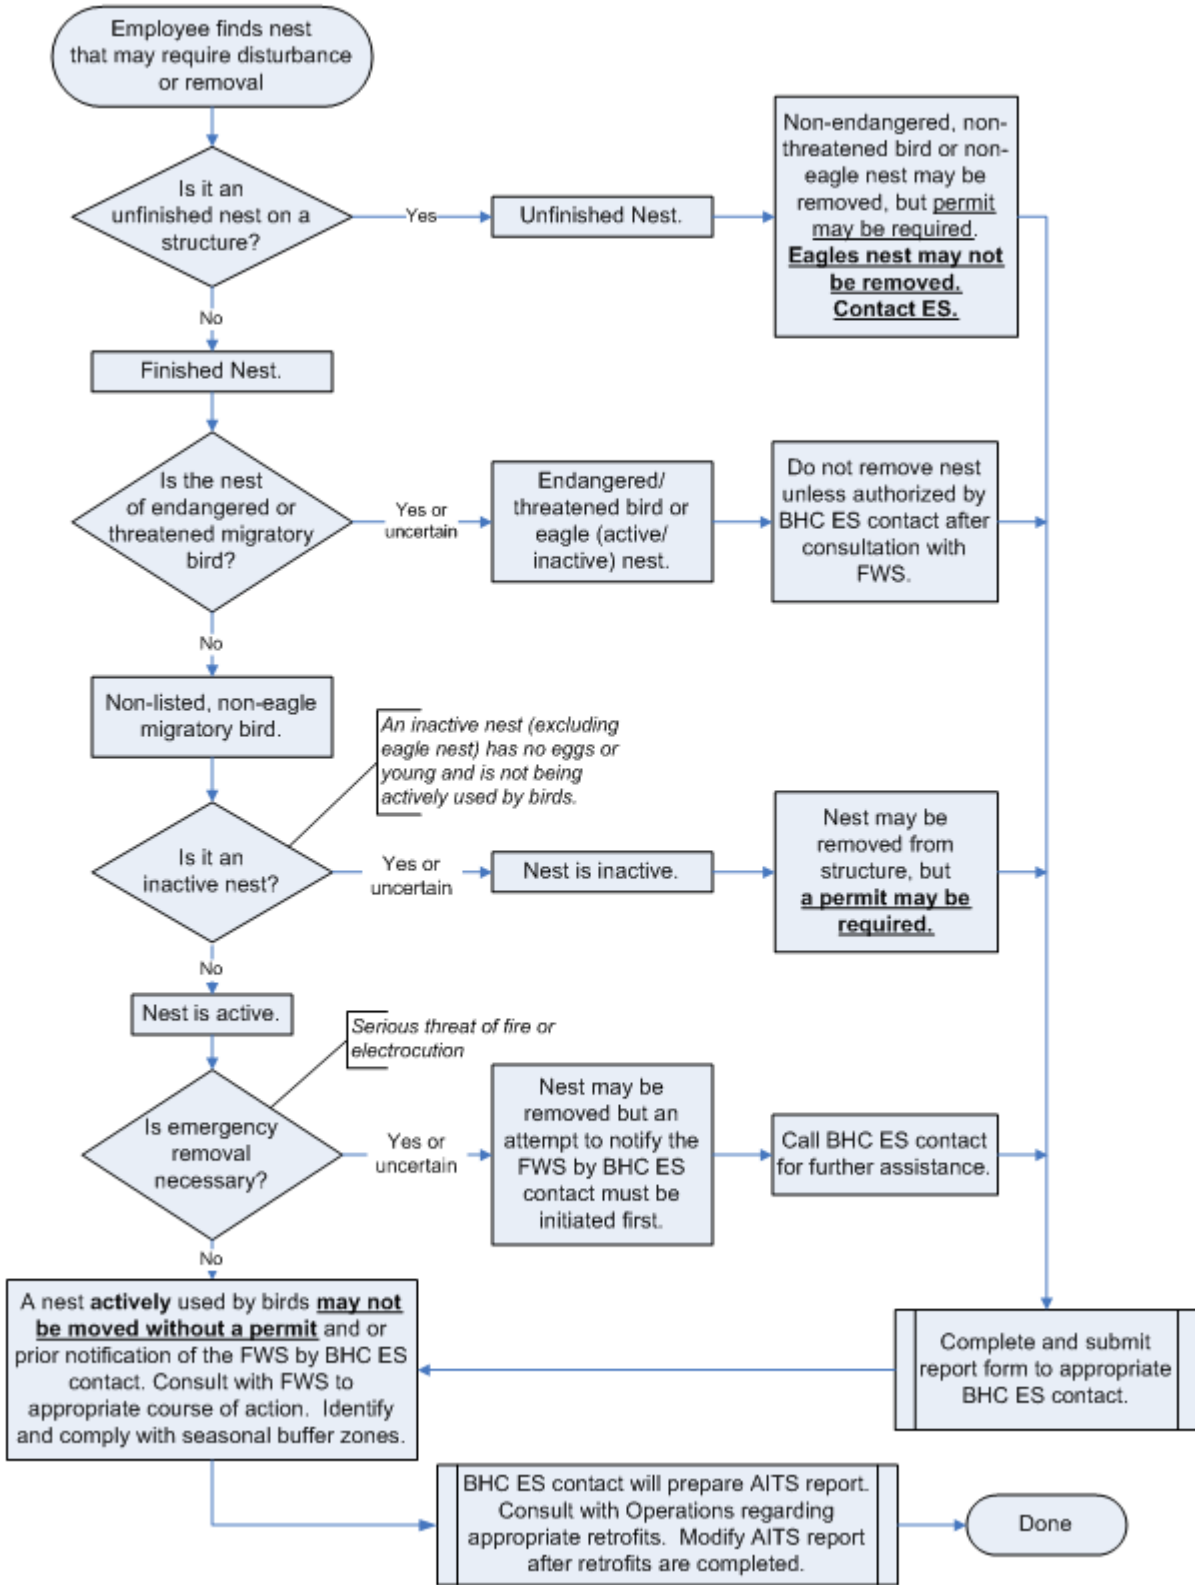 Employee finds nest
that may require disturbance
or removal
Is it an
unfinished nest on a
structure?
Yes
Unfinished Nest.
Non-endangered, non-
threatened bird or non-
eagle nest may be
removed, but permit
may be required.
Eagles nest may not
be removed.
Contact ES.
No
Finished Nest.
Is the nest
of endangered or
threatened migratory
bird?
Yes or
uncertain
Endangered/
threatened bird or
eagle (active/
inactive) nest.
Do not remove nest
unless authorized by
BHC ES contact after
consultation with
FWS.
No
Non-listed, non-eagle
migratory bird.
An inactive nest (excluding
eagle nest) has no eggs or
young and is not being
actively used by birds.
Is it an
inactive nest?
Yes or
uncertain
Nest is inactive.
Nest may be
removed from
structure, but
a permit may be
required.
No
Nest is active.
Serious threat of fire or
electrocution
Is emergency
removal
necessary?
Yes or
uncertain
Nest may be
removed but an
attempt to notify the
FWS by BHC ES
contact must be
initiated first.
Call BHC ES contact
for further assistance.
No
A nest actively used by birds may not
be moved without a permit and or
prior notification of the FWS by BHC ES
contact. Consult with FWS to
appropriate course of action. Identify
and comply with seasonal buffer zones.
Complete and submit
report form to appropriate
BHC ES contact.
BHC ES contact will prepare AITS report.
Consult with Operations regarding
appropriate retrofits. Modify AITS report
after retrofits are completed.
Done